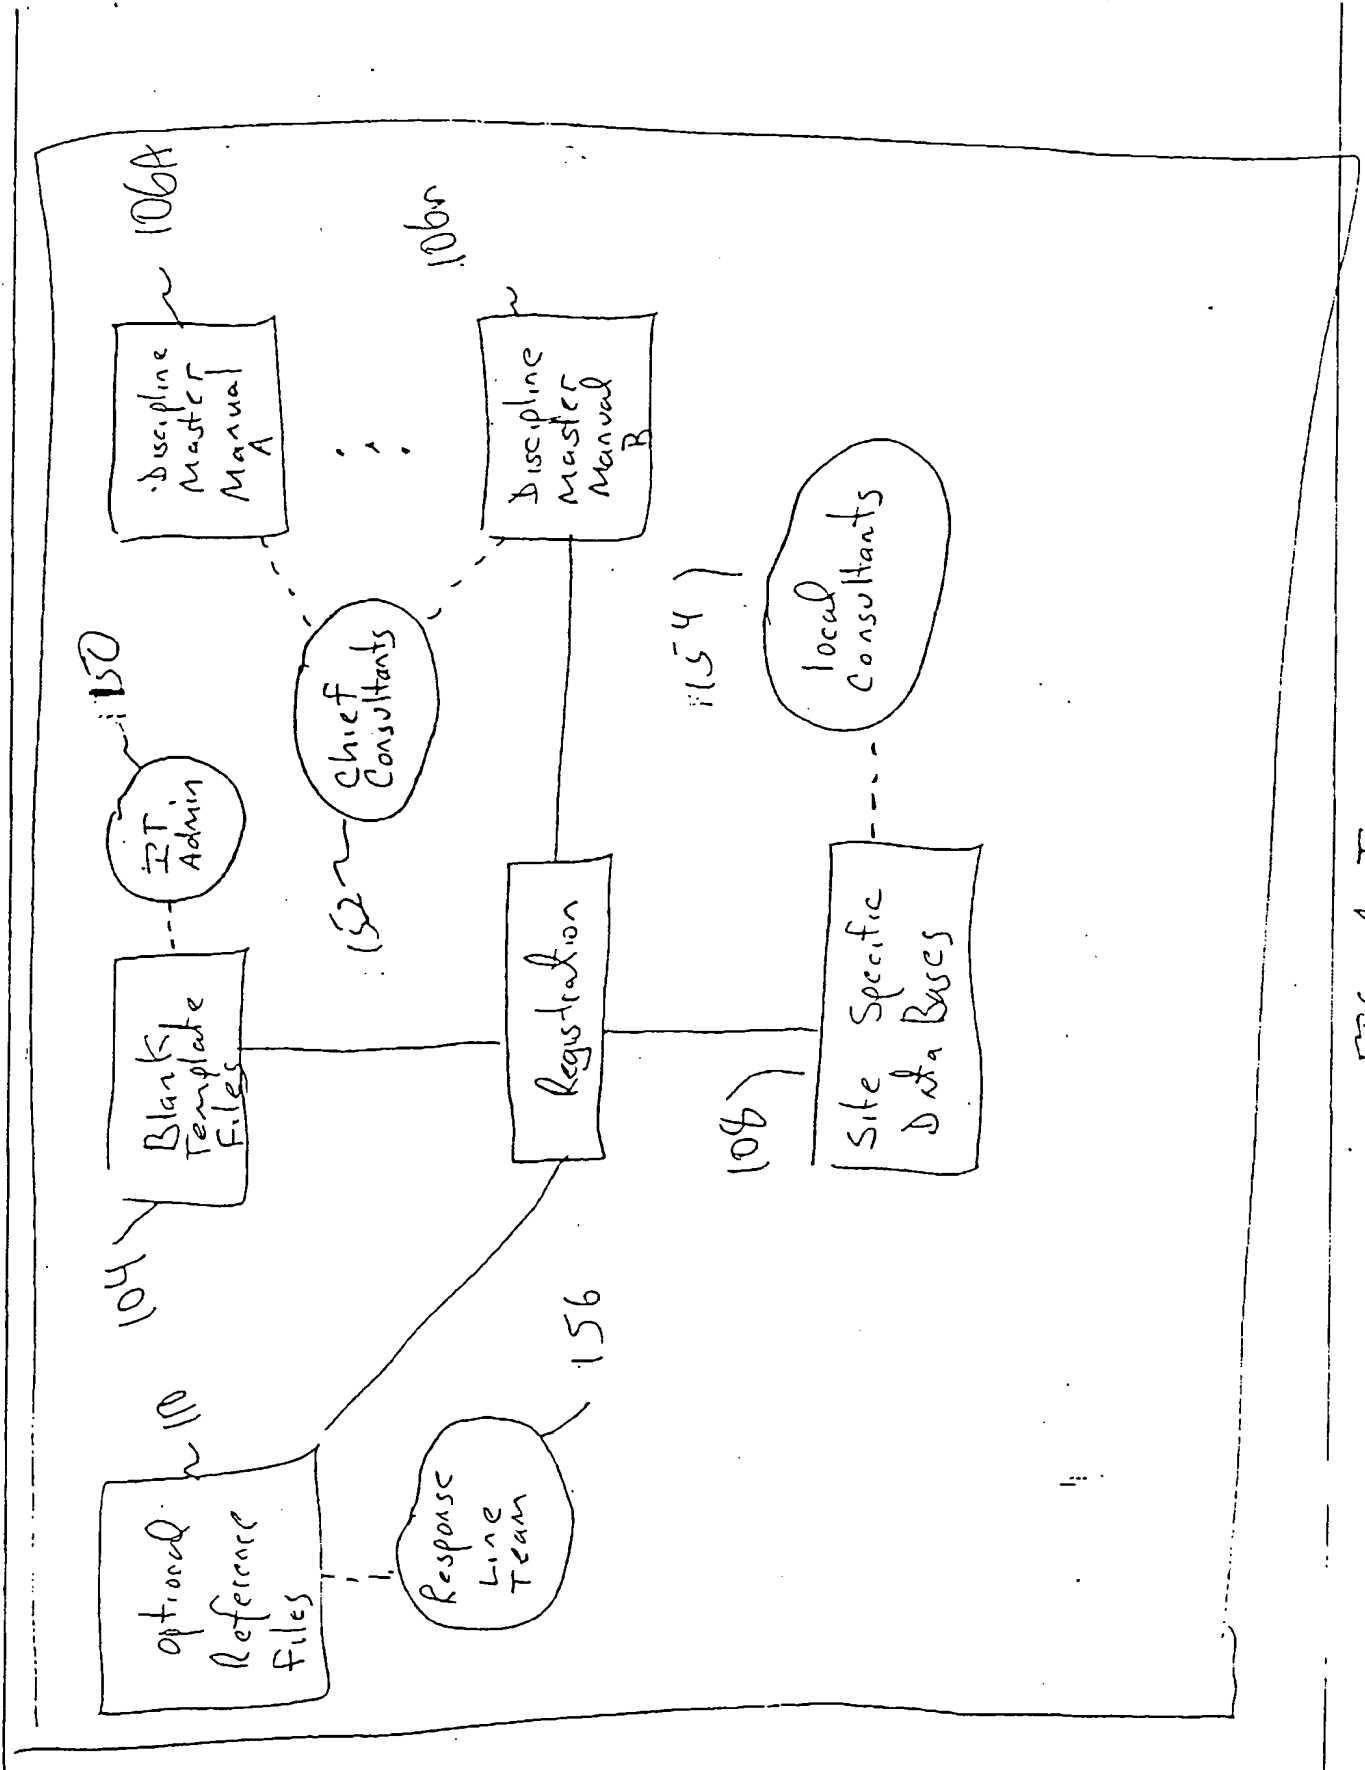 Optional
Reference
Files
110
104
Blank
Template
Files
IT
Admin
150
Discipline
Master
Manual
A
106A
Response
Line
Team
156
152
Chief
Consultants
Registration
Discipline
Master
Manual
B
106n
108
Site Specific
Data Bases
154
local
Consultants